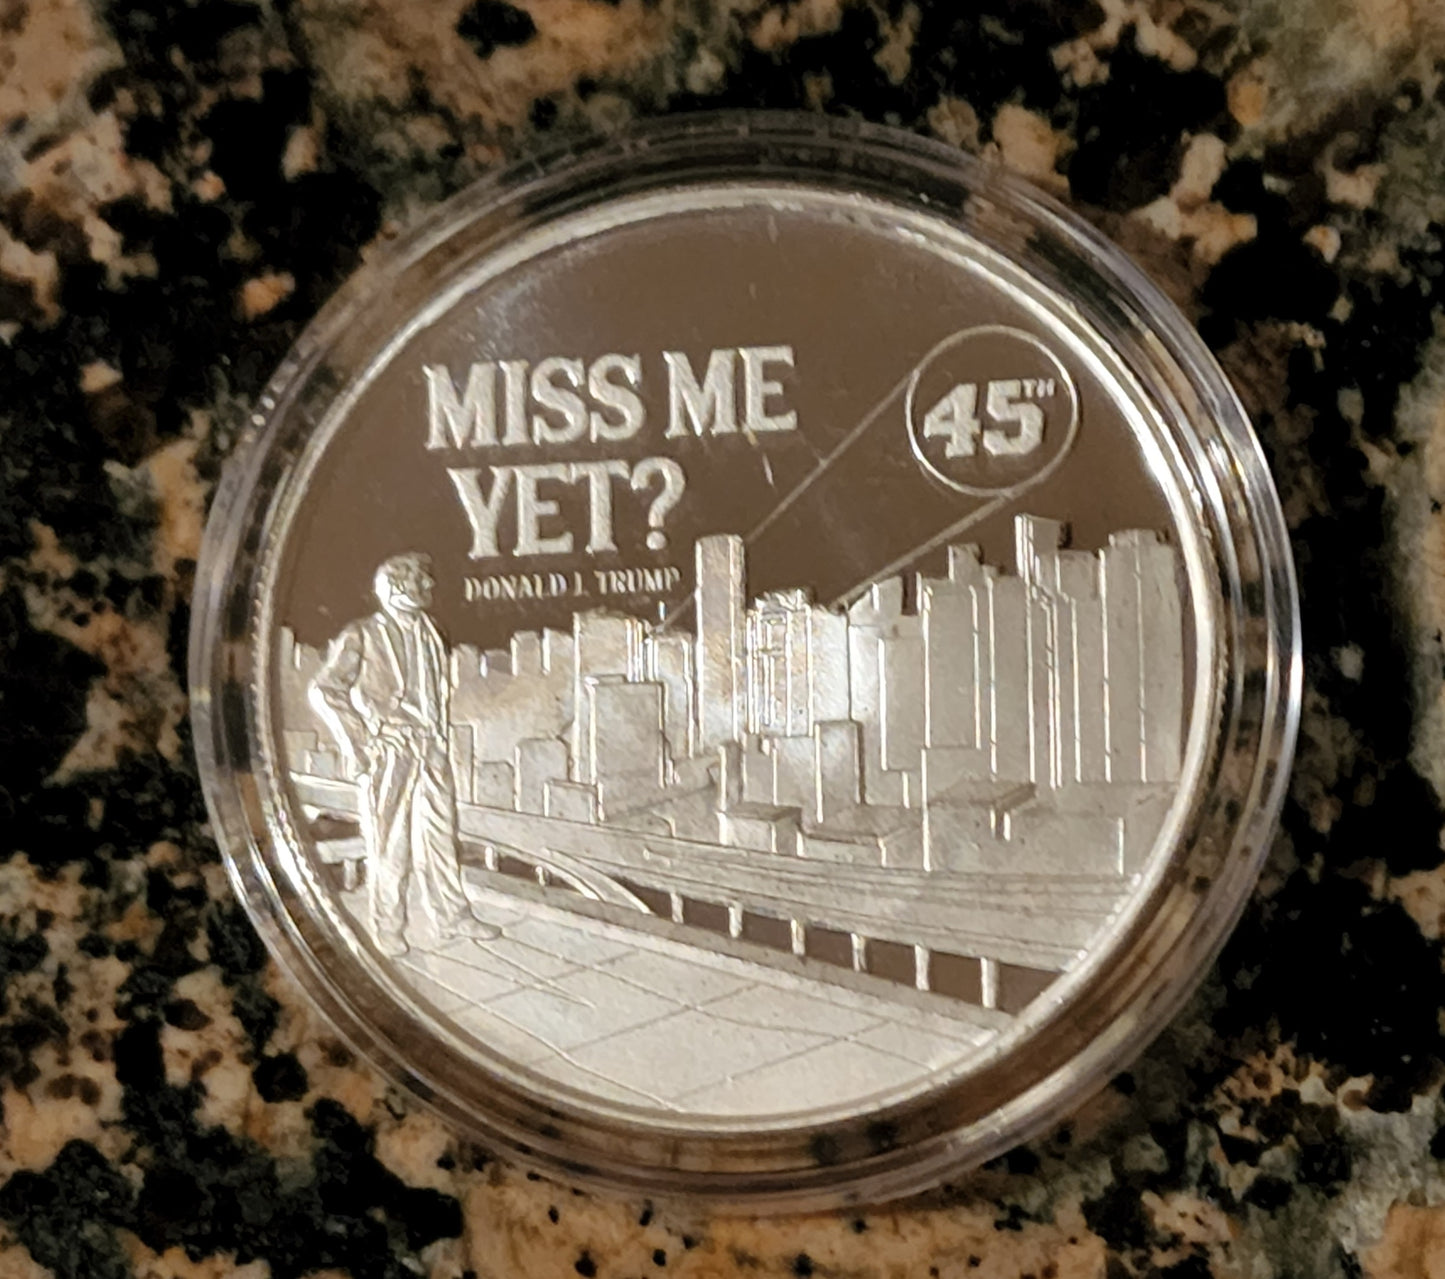 MISS ME
YET?
DONALD J. TRUMP
45TH